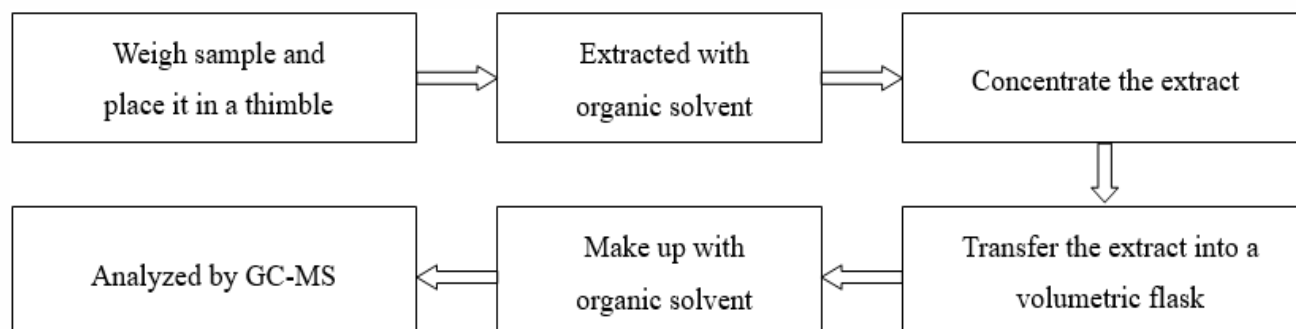 Weigh sample and
place it in a thimble
Extracted with
organic solvent
Concentrate the extract
Transfer the extract into a
volumetric flask
Make up with
organic solvent
Analyzed by GC-MS